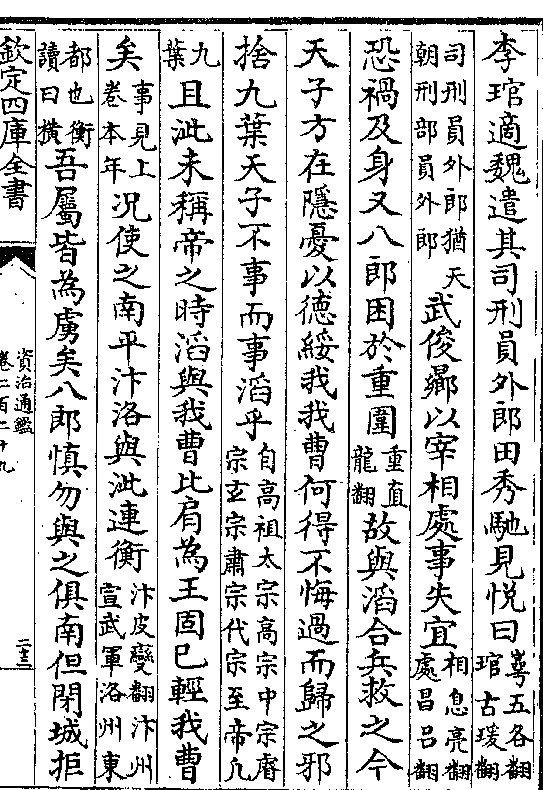 李琯適魏遣其司刑員外郎田秀馳見悅曰蕚五各翻琯古瑗翻
司刑員外郎猶天朝刑部員外郎武俊鄉以宰相處事失宜相息亮翻處昌呂翻
恐禍及身又八郎困於重圍重直龍翻故與滔合兵救之今
天子方在隱憂以德綏我我曹何得不悔過而歸之邪
捨九葉天子不事而事滔乎自高祖太宗高宗中宗睿宗玄宗肅宗代宗至帝凡
九葉且泚未稱帝之時滔與我曹比肩為王固已輕我曹
矣事見上卷本年況使之南平汴洛與泚連衡汴皮變翻汴州宣武軍洛州東
都也衡讀曰橫吾屬皆為虜矣八郎慎勿與之俱南但閉城拒
欽定四庫全書
資治通鑑
卷二百二十九
二十三